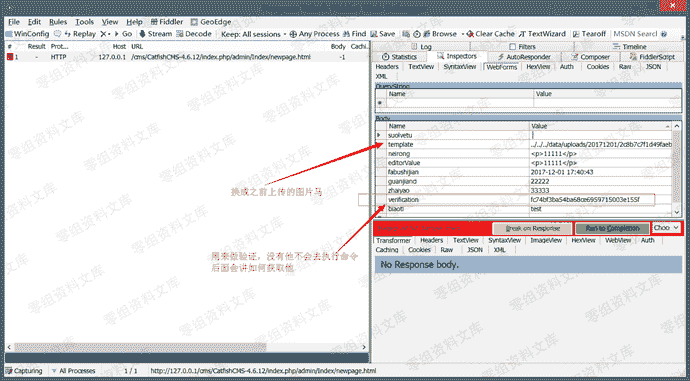 File Edit Rules Tools View Help Fiddler GeoEdge
WinConfig Replay Go Stream Decode Keep: All sessions Any Process Find Save Browse Clear Cache TextWizard Tearoff MSDN Search
# Result Prot... Host URL Body Caching
1 - HTTP 127.0.0.1 /cms/CatfishCMS-4.6.12/index.php/admin/Index/newpage.html -1
Log Filters Timeline
Statistics Inspectors AutoResponder Composer FiddlerScript
Headers TextView SyntaxView WebForms HexView Auth Cookies Raw JSON
XML
QueryString
Name Value
Body
Name Value
suolvetu
template ../../../data/uploads/20171201/2c8b7c7f1d49faeb
neirong <p>11111</p>
editorValue <p>11111</p>
fabushijian 2017-12-01 17:40:43
guanjianci 22222
zhaiyao 33333
verification fc74bf3ba54ba68ce6959715003e155f
biaoti test
换成之前上传的图片马
用来做验证，没有他不会去执行命令
后面会讲如何获取他
Break on Response Run to Completion Choo
Transformer Headers TextView SyntaxView ImageView HexView WebView Auth
Caching Cookies Raw JSON XML
No Response body.
Capturing All Processes 1 / 1 http://127.0.0.1/cms/CatfishCMS-4.6.12/index.php/admin/Index/newpage.html
零组资料文库